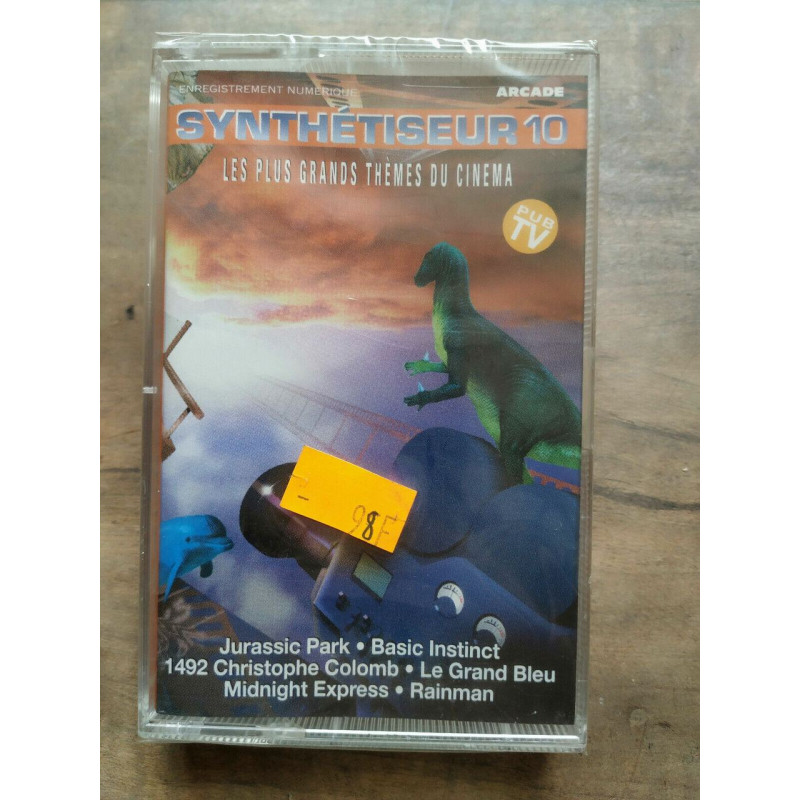 ENREGISTREMENT NUMERIQUE
ARCADE
SYNTHÉTISEUR 10
LES PLUS GRANDS THÈMES DU CINEMA
PUB
TV
98F
Jurassic Park • Basic Instinct
1492 Christophe Colomb • Le Grand Bleu
Midnight Express • Rainman